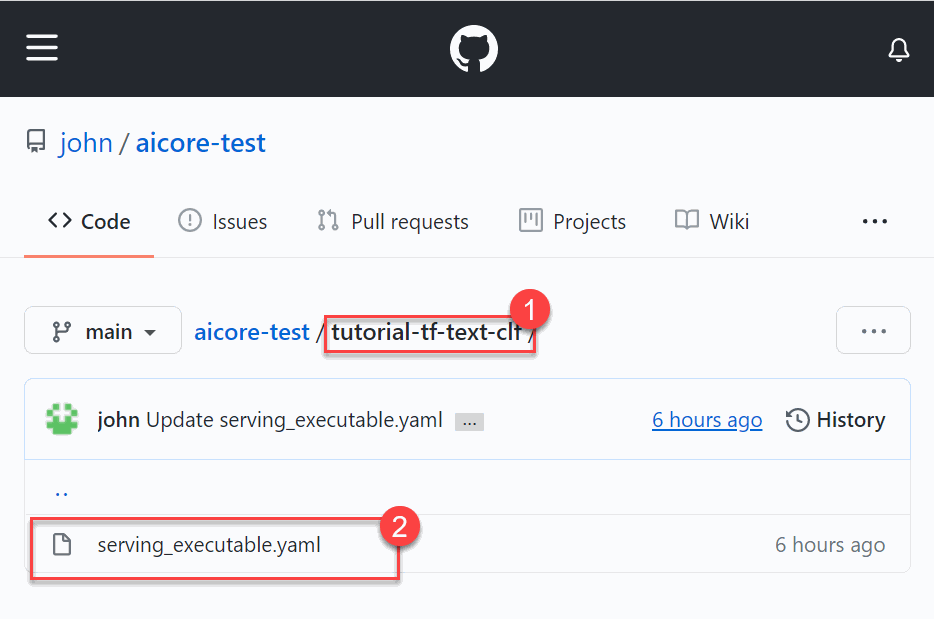 john / aicore-test
Code Issues Pull requests Projects Wiki ...
1
main aicore-test / tutorial-tf-text-clf /
...
john Update serving_executable.yaml ... 6 hours ago History
..
2
serving_executable.yaml 6 hours ago